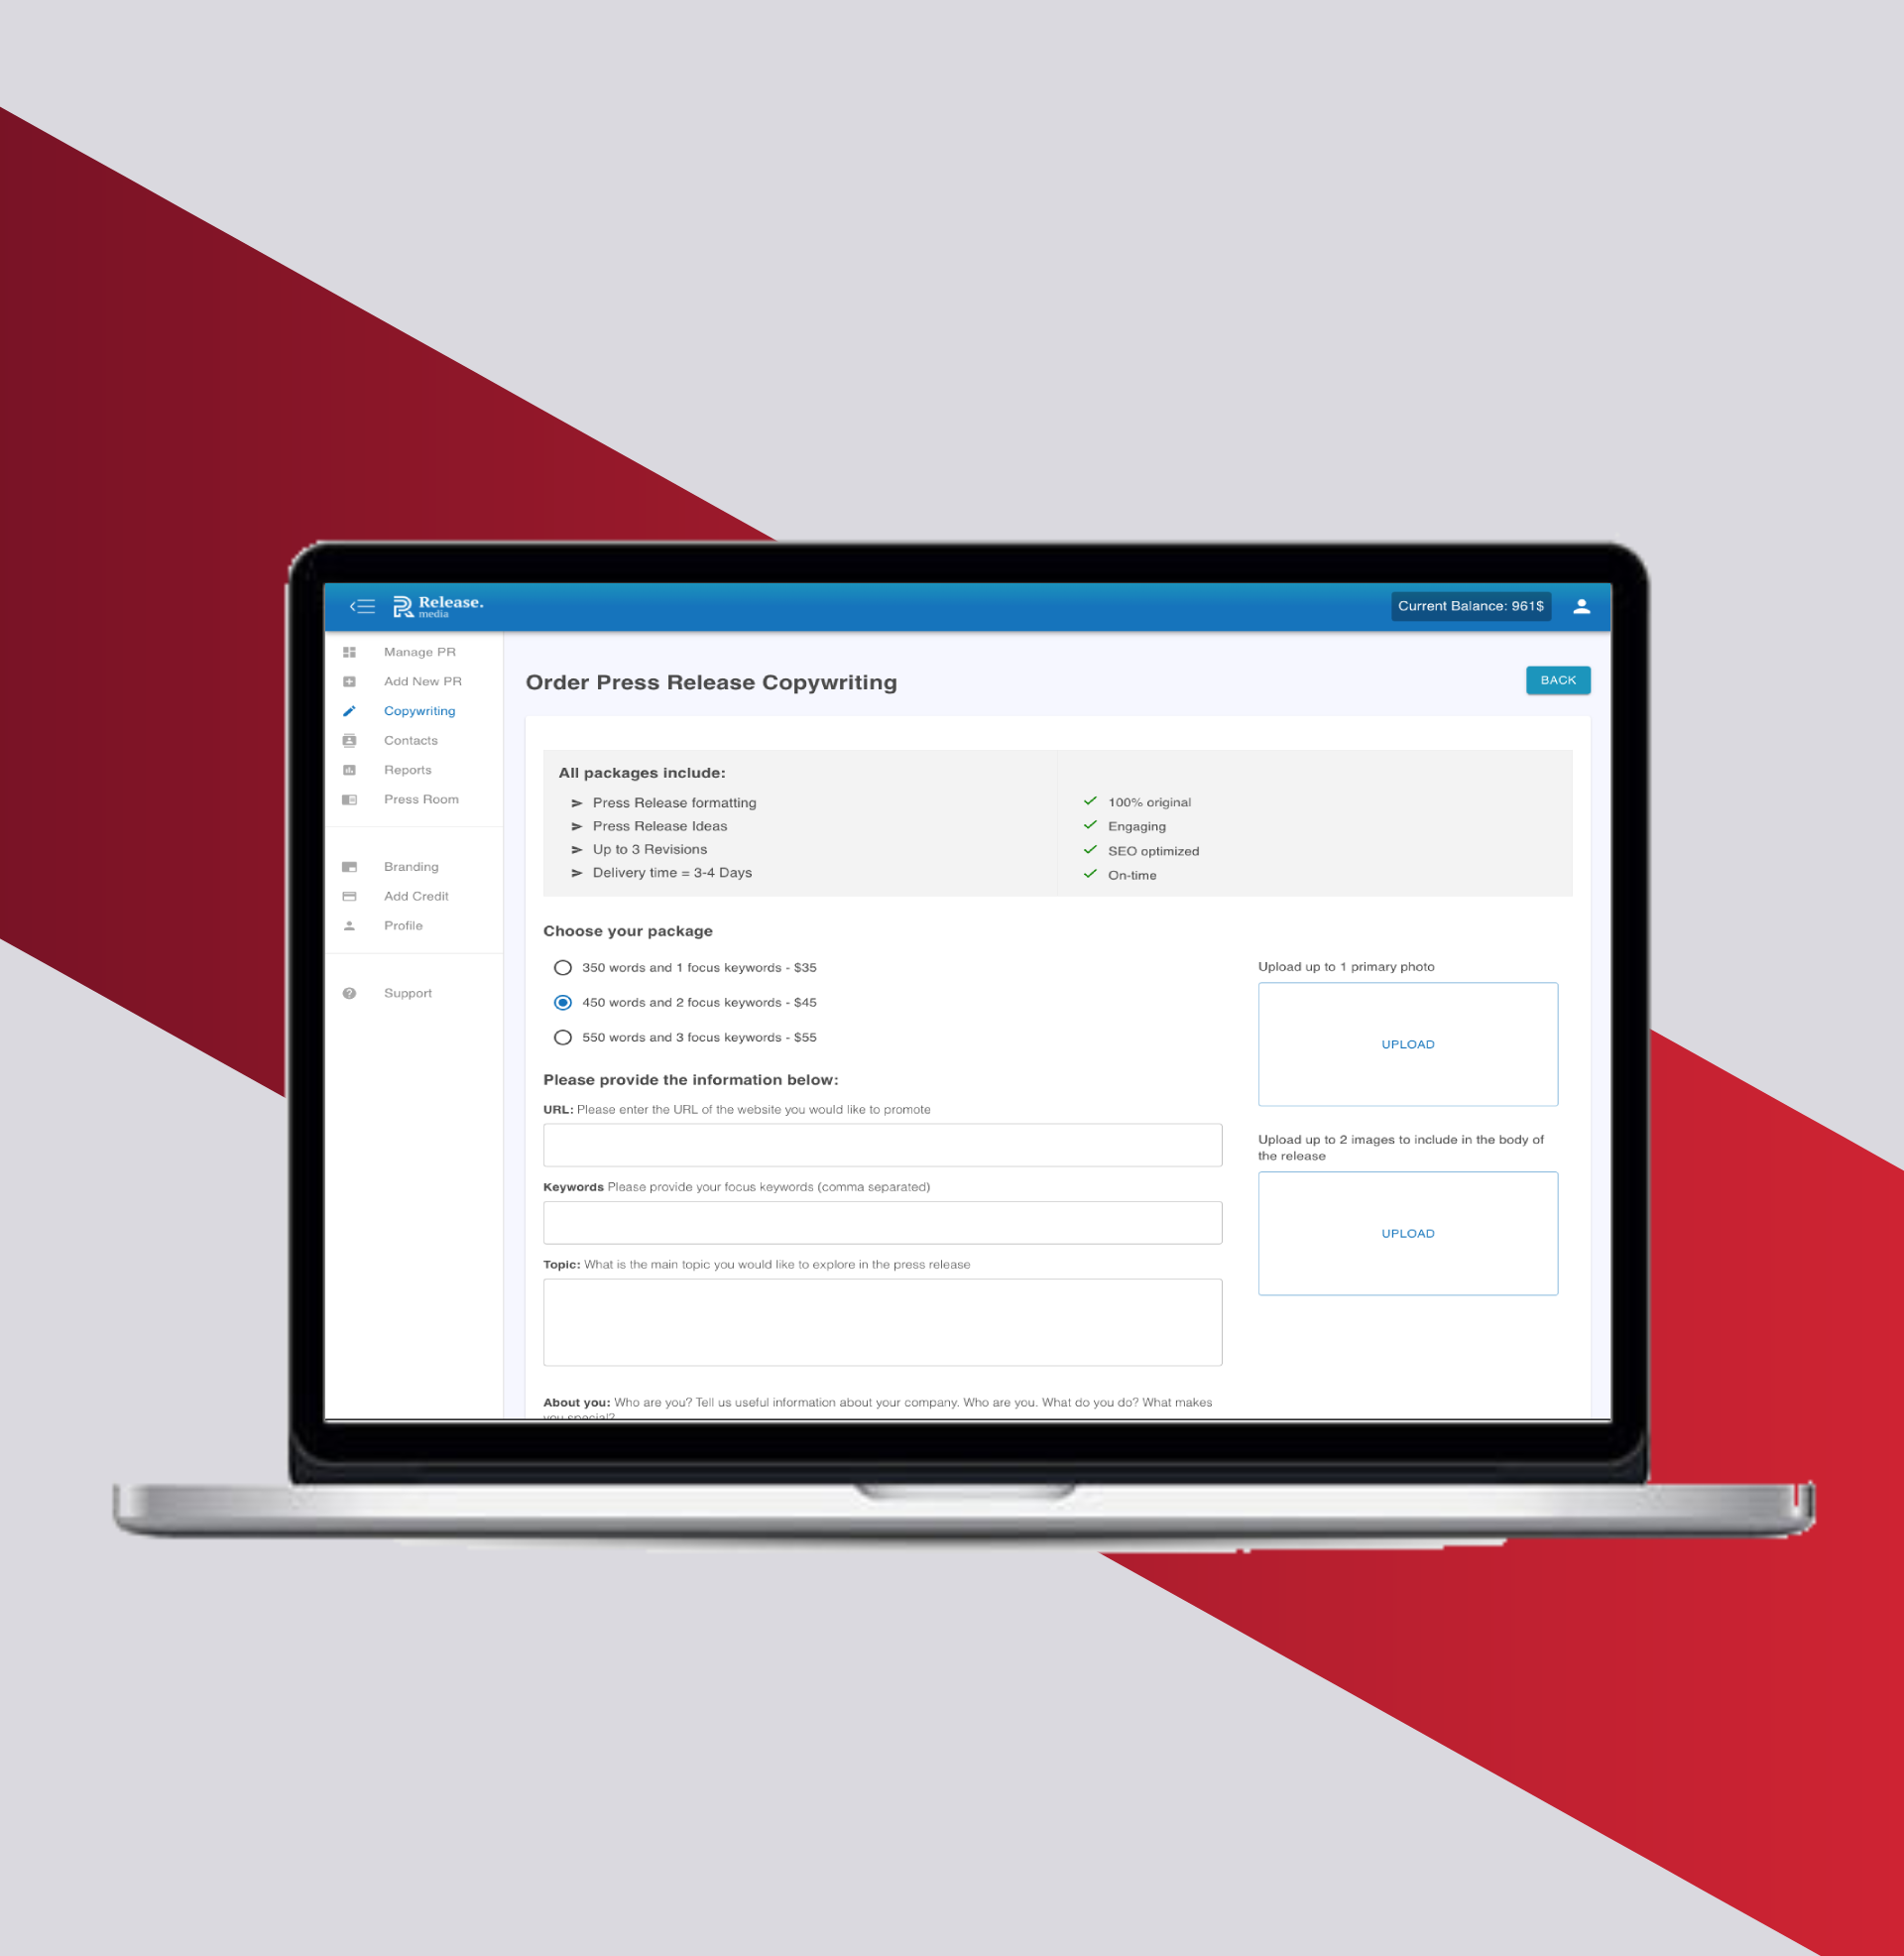 Release.
media
Current Balance: 961$
Manage PR
Add New PR
Copywriting
Contacts
Reports
Press Room
Branding
Add Credit
Profile
Support
Order Press Release Copywriting
BACK
All packages include:
Press Release formatting
Press Release Ideas
Up to 3 Revisions
Delivery time = 3-4 Days
100% original
Engaging
SEO optimized
On-time
Choose your package
350 words and 1 focus keywords - $35
450 words and 2 focus keywords - $45
550 words and 3 focus keywords - $55
Please provide the information below:
URL: Please enter the URL of the website you would like to promote
Keywords Please provide your focus keywords (comma separated)
Topic: What is the main topic you would like to explore in the press release
About you: Who are you? Tell us useful information about your company. Who are you. What do you do? What makes
you special?
Upload up to 1 primary photo
UPLOAD
Upload up to 2 images to include in the body of
the release
UPLOAD